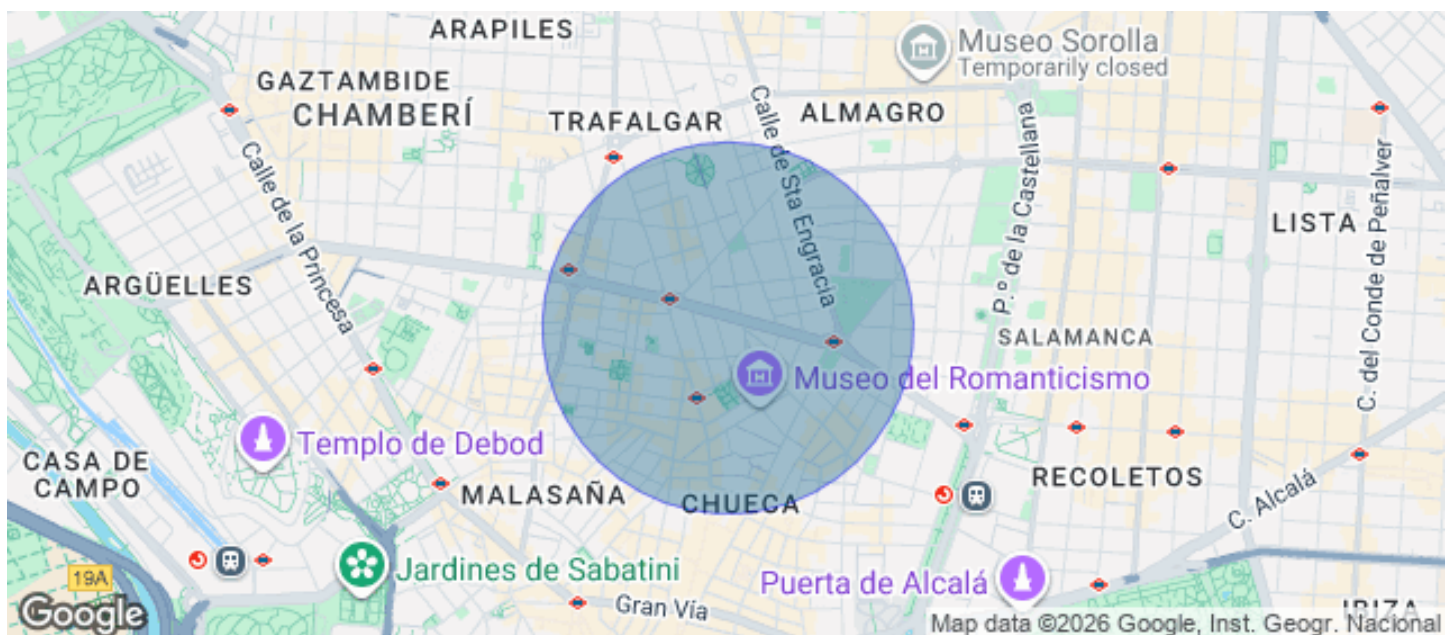 ARAPILES
Museo Sorolla
Temporarily closed
GAZTAMBIDE
CHAMBERÍ
TRAFALGAR
ALMAGRO
Calle de Sta Engracia
Calle de la Princesa
P.º de la Castellana
C. del Conde de Peñalver
LISTA
ARGÜELLES
SALAMANCA
Museo del Romanticismo
Templo de Debod
CASA DE
CAMPO
MALASAÑA
CHUECA
RECOLETOS
C. Alcalá
19A
Jardines de Sabatini
Puerta de Alcalá
Gran Vía
IBIZA
Google
Map data ©2026 Google, Inst. Geogr. Nacional